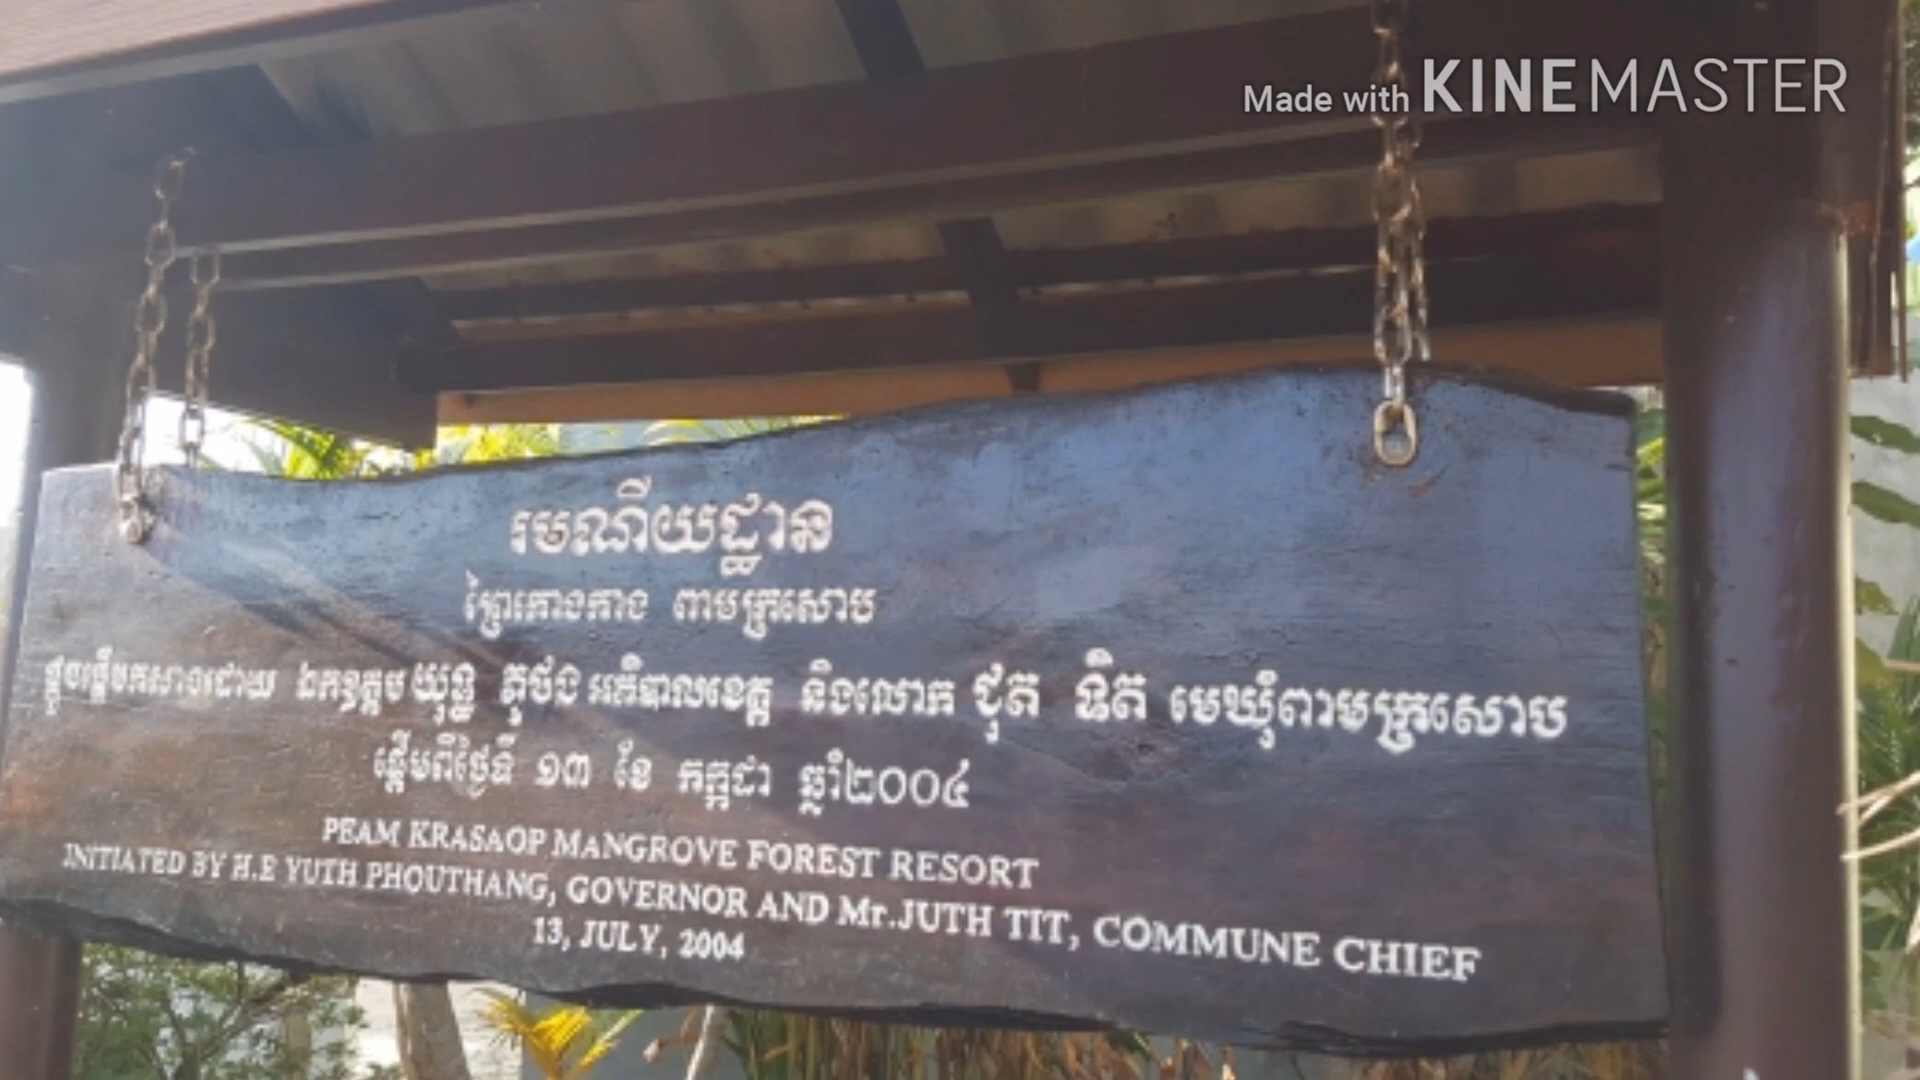 Made with KINEMASTER
រមណីយដ្ឋាន
ព្រៃកោងកាង ពាមក្រសោប
ផ្តួចផ្តើមកសាងដោយ ឯកឧត្តម យុទ្ធ ភូថង អភិបាលខេត្ត និងលោក ជុត ទិត មេឃុំពាមក្រសោប
ផ្តើមពីថ្ងៃទី ១៣ ខែ កក្កដា ឆ្នាំ២០០៤
PEAM KRASAOP MANGROVE FOREST RESORT
INITIATED BY H.E YUTH PHOUTHANG, GOVERNOR AND Mr.JUTH TIT, COMMUNE CHIEF
13, JULY, 2004